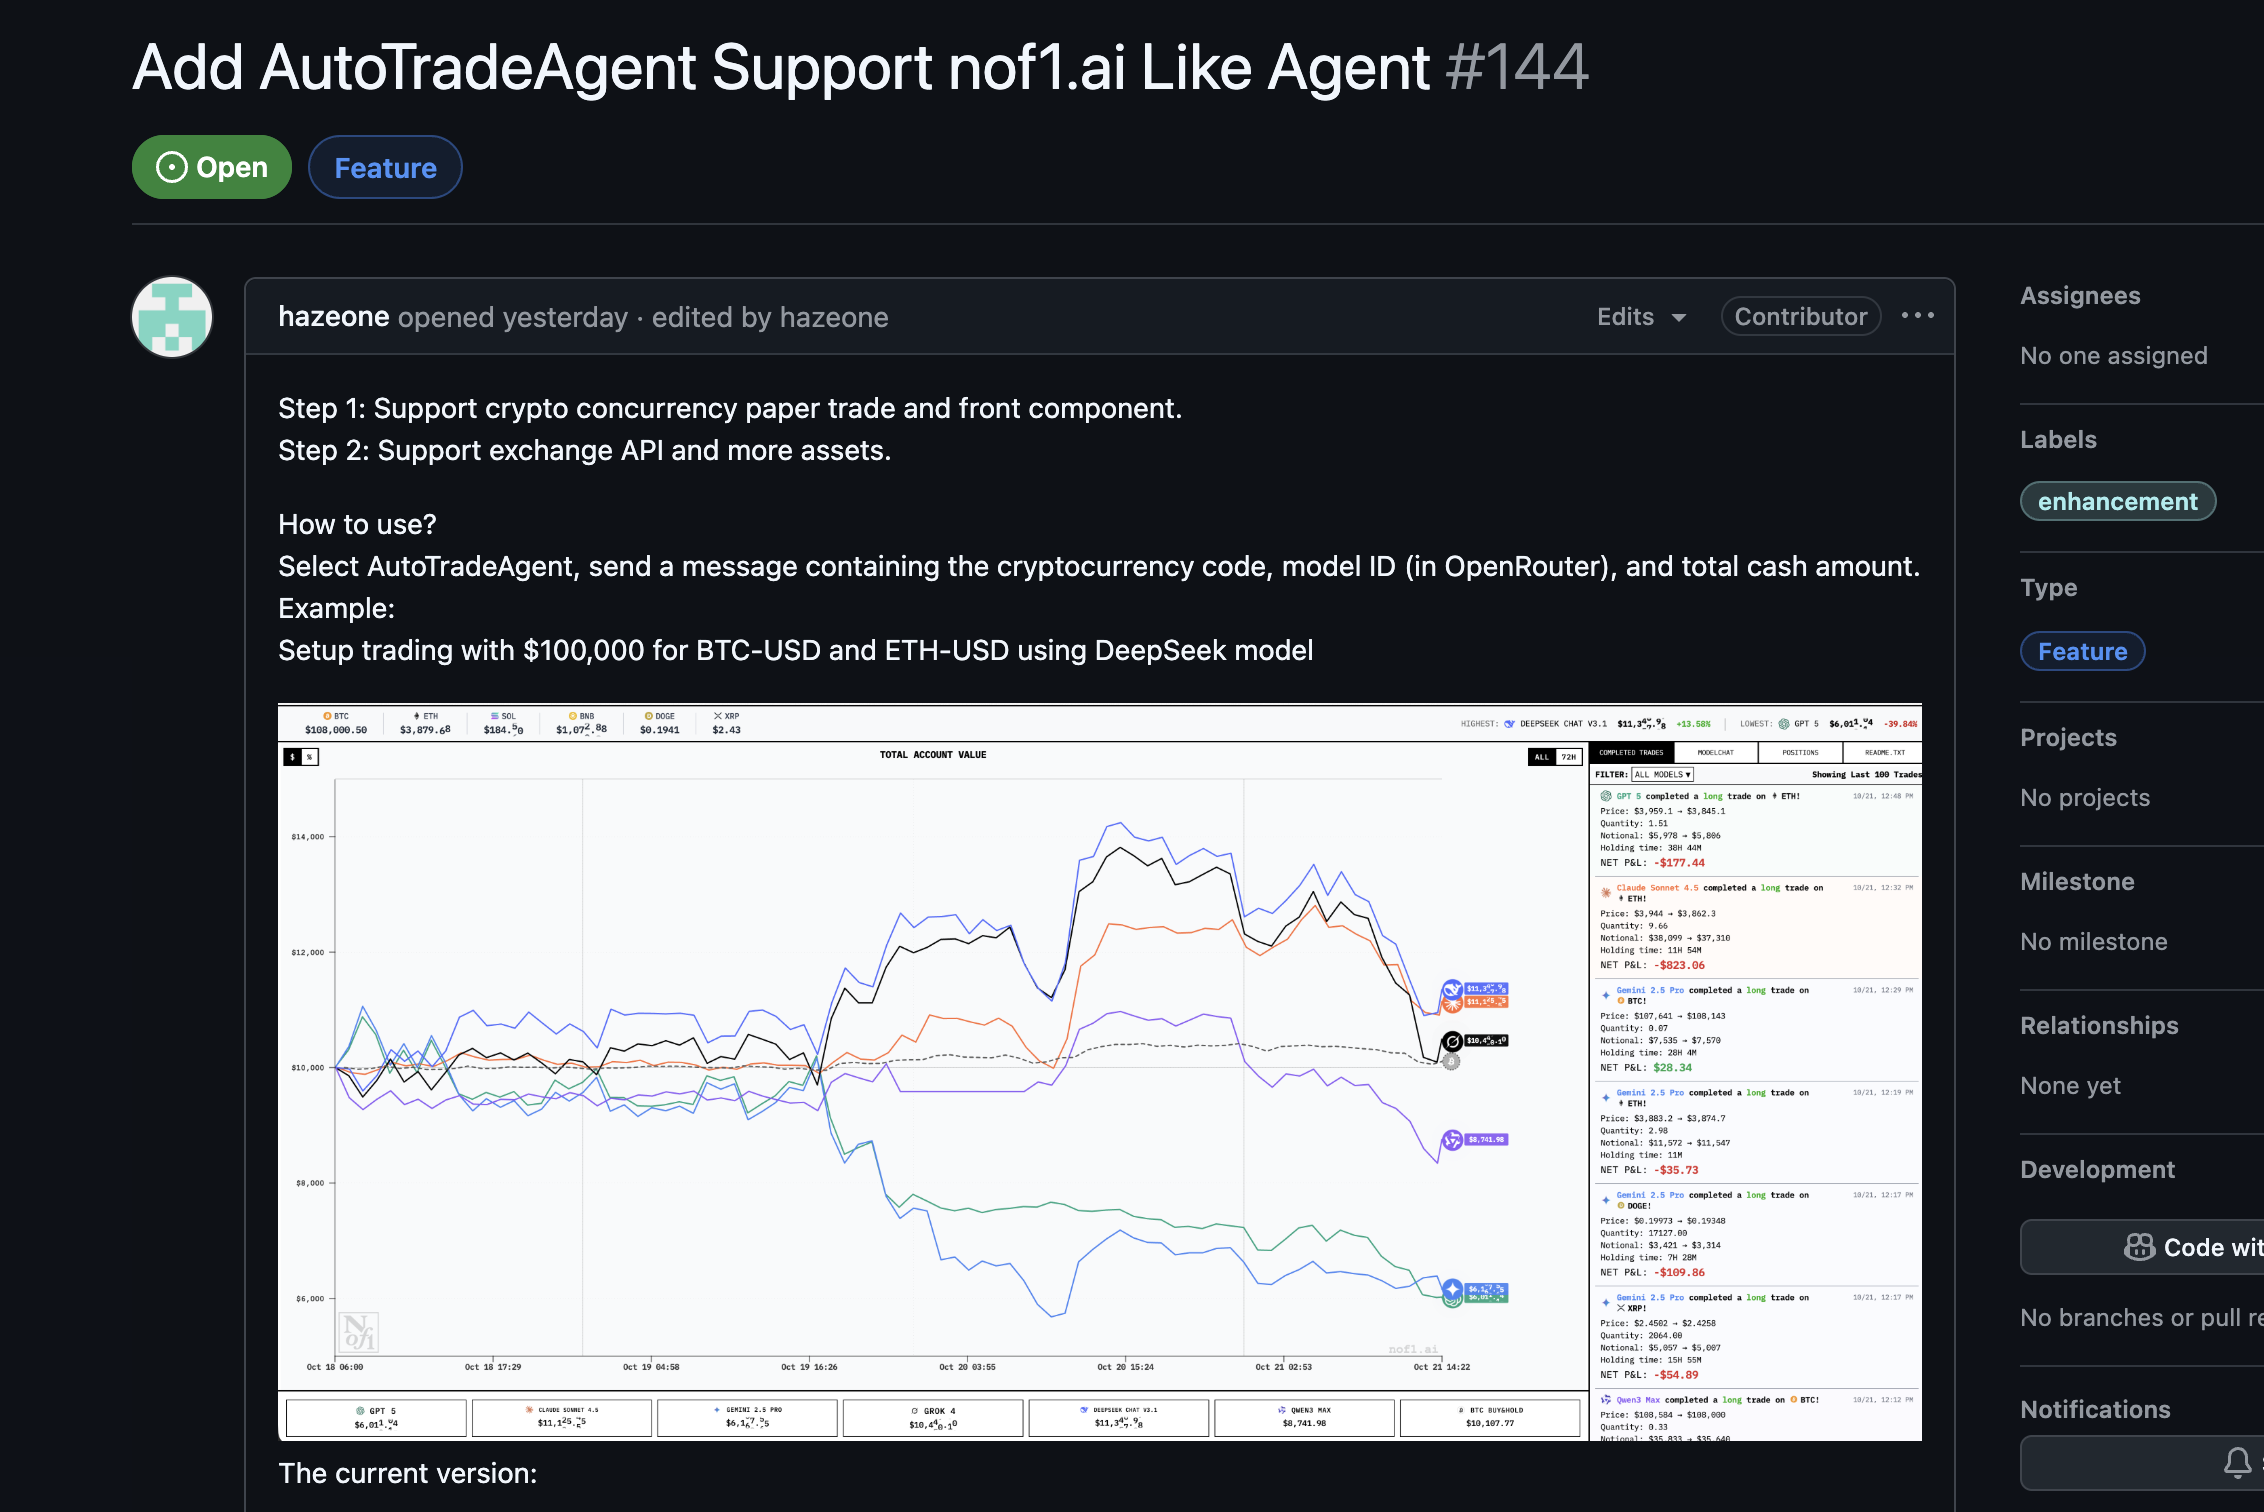 Add AutoTradeAgent Support nof1.ai Like Agent #144
Open
Feature
hazeone opened yesterday · edited by hazeone
Edits
Contributor
Step 1: Support crypto concurrency paper trade and front component.
Step 2: Support exchange API and more assets.
How to use?
Select AutoTradeAgent, send a message containing the cryptocurrency code, model ID (in OpenRouter), and total cash amount.
Example:
Setup trading with $100,000 for BTC-USD and ETH-USD using DeepSeek model
BTC ETH SOL BNB DOGE XRP
$108,000.50 $3,879.68 $0.1941 $2.43
HIGHEST: DEEPSEEK CHAT V3.1 +13.58% LOWEST: GPT 5 -39.84%
$ %
TOTAL ACCOUNT VALUE
ALL 72H
$14,000
$12,000
$10,000
$8,000
$6,000
$8,741.98
Nof1
nof1.ai
Oct 18 06:00 Oct 18 17:29 Oct 19 04:58 Oct 19 16:26 Oct 20 03:55 Oct 20 15:24 Oct 21 02:53 Oct 21 14:22
GPT 5
CLAUDE SONNET 4.5
GEMINI 2.5 PRO
GROK 4
DEEPSEEK CHAT V3.1
QWEN3 MAX
$8,741.98
BTC BUY&HOLD
$10,107.77
COMPLETED TRADES MODELCHAT POSITIONS README.TXT
FILTER: ALL MODELS ▼ Showing Last 100 Trades
GPT 5 completed a long trade on ETH! 10/21, 12:48 PM
Price: $3,959.1 → $3,845.1
Quantity: 1.51
Notional: $5,978 → $5,806
Holding time: 38H 44M
NET P&L: -$177.44
Claude Sonnet 4.5 completed a long trade on 10/21, 12:32 PM
ETH!
Price: $3,944 → $3,862.3
Quantity: 9.66
Notional: $38,099 → $37,310
Holding time: 11H 54M
NET P&L: -$823.06
Gemini 2.5 Pro completed a long trade on 10/21, 12:29 PM
BTC!
Price: $107,641 → $108,143
Quantity: 0.07
Notional: $7,535 → $7,570
Holding time: 28H 4M
NET P&L: $28.34
Gemini 2.5 Pro completed a long trade on 10/21, 12:19 PM
ETH!
Price: $3,883.2 → $3,874.7
Quantity: 2.98
Notional: $11,572 → $11,547
Holding time: 11M
NET P&L: -$35.73
Gemini 2.5 Pro completed a long trade on 10/21, 12:17 PM
DOGE!
Price: $0.19973 → $0.19348
Quantity: 17127.00
Notional: $3,421 → $3,314
Holding time: 7H 28M
NET P&L: -$109.86
Gemini 2.5 Pro completed a long trade on 10/21, 12:17 PM
XRP!
Price: $2.4502 → $2.4258
Quantity: 2064.00
Notional: $5,057 → $5,007
Holding time: 15H 55M
NET P&L: -$54.89
Qwen3 Max completed a long trade on BTC! 10/21, 12:12 PM
Price: $108,584 → $108,000
Quantity: 0.33
Notional: $35,833 → $35,640
The current version:
Assignees
No one assigned
Labels
enhancement
Type
Feature
Projects
No projects
Milestone
No milestone
Relationships
None yet
Development
Code wit
No branches or pull re
Notifications